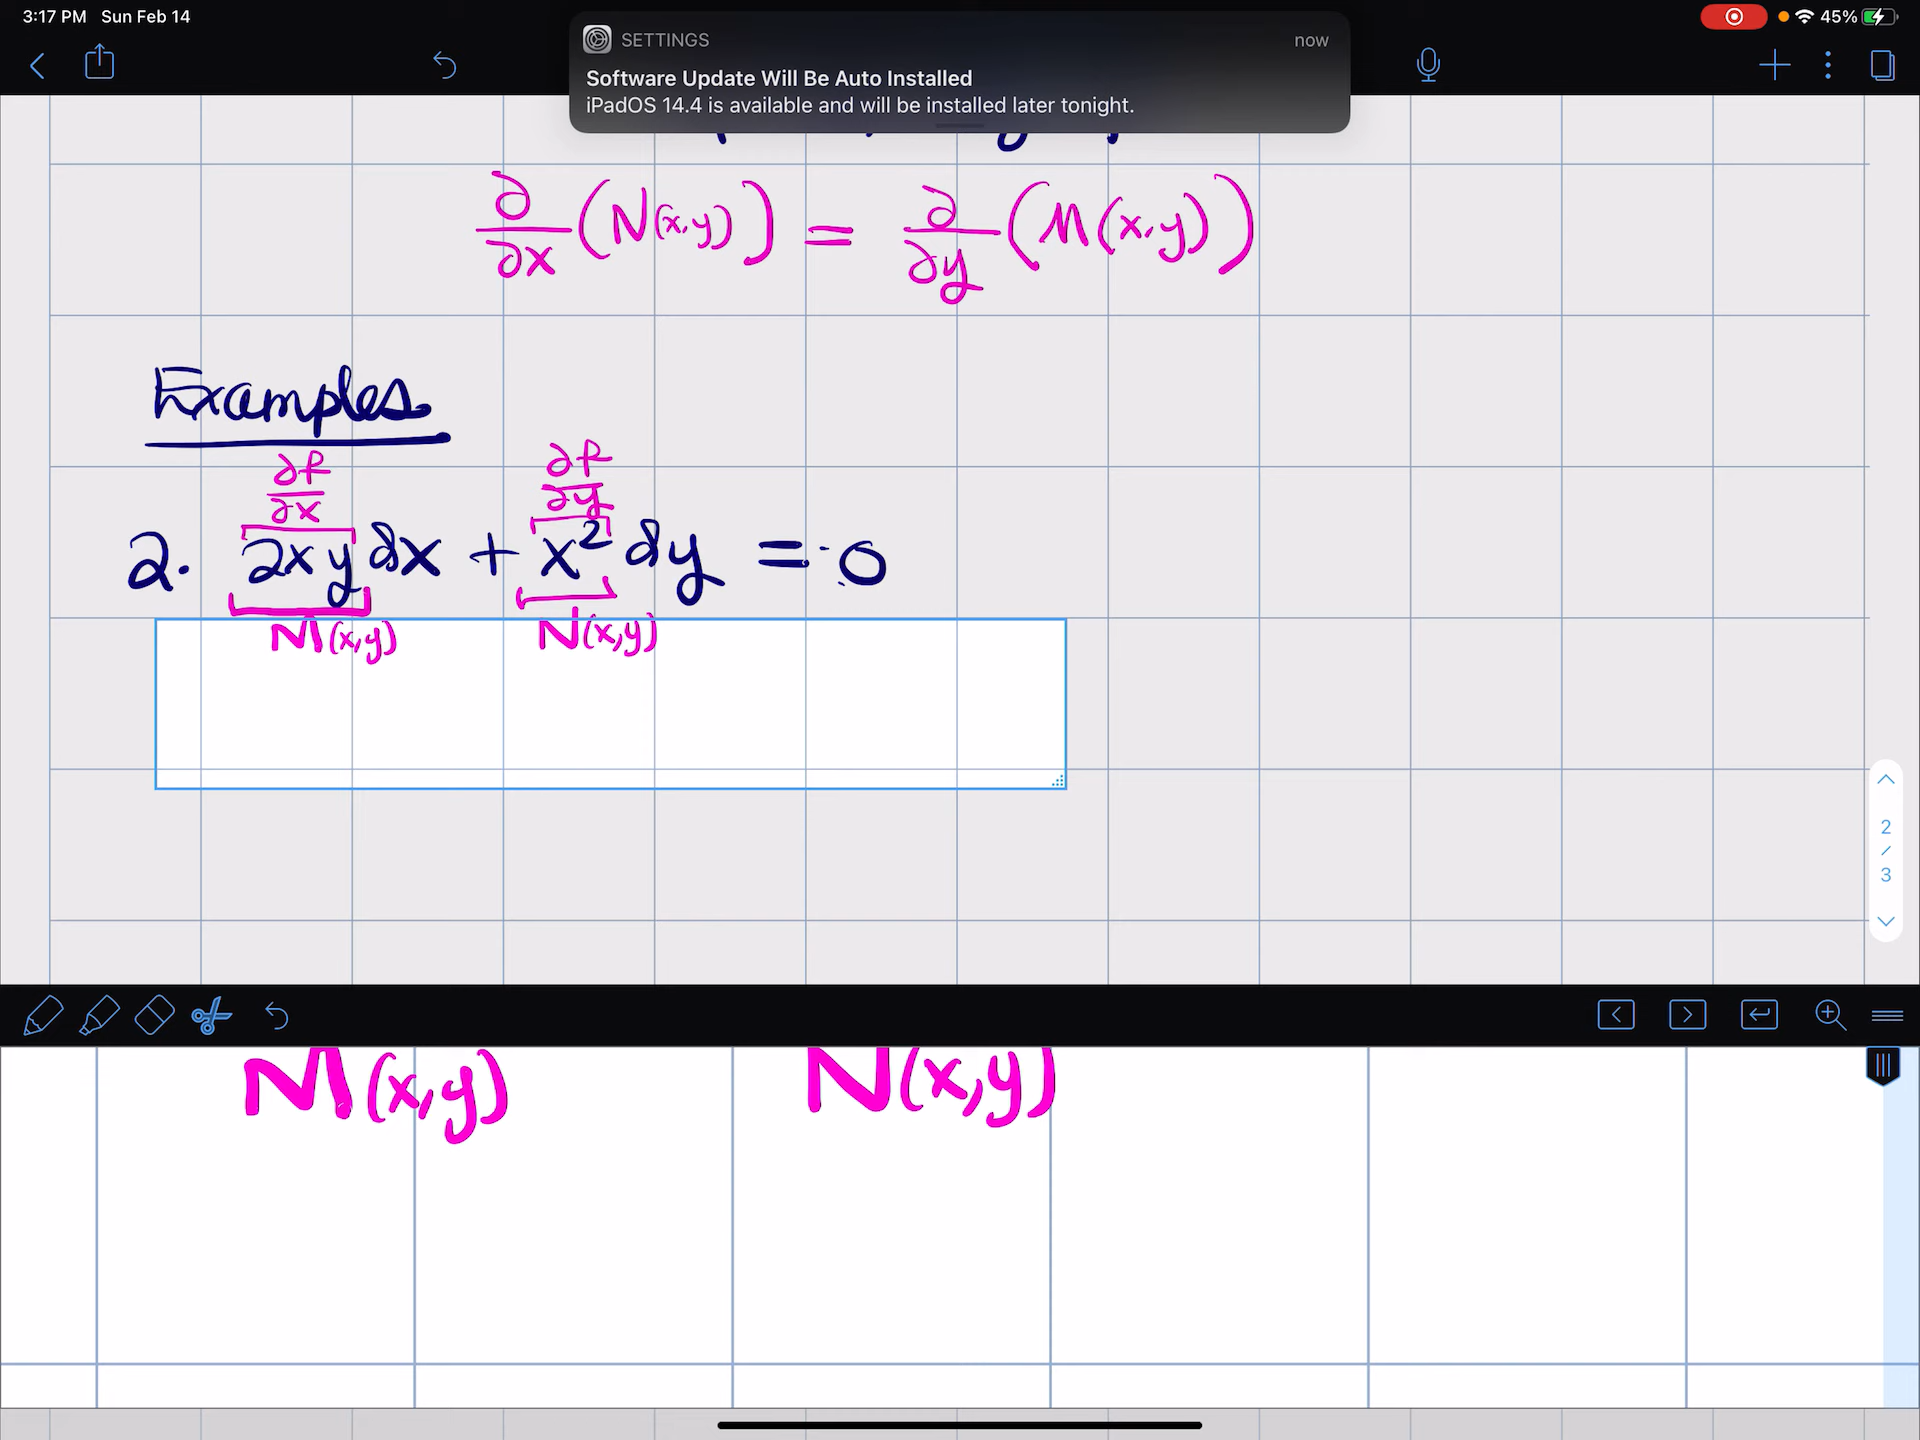 3:17 PM Sun Feb 14
45%
SETTINGS
now
Software Update Will Be Auto Installed
iPadOS 14.4 is available and will be installed later tonight.
∂/∂x (N(x,y)) = ∂/∂y (M(x,y))
Examples
∂f/∂x ∂f/∂y
2. 2xy dx + x² dy = 0
M(x,y) N(x,y)
2
/
3
M(x,y) N(x,y)